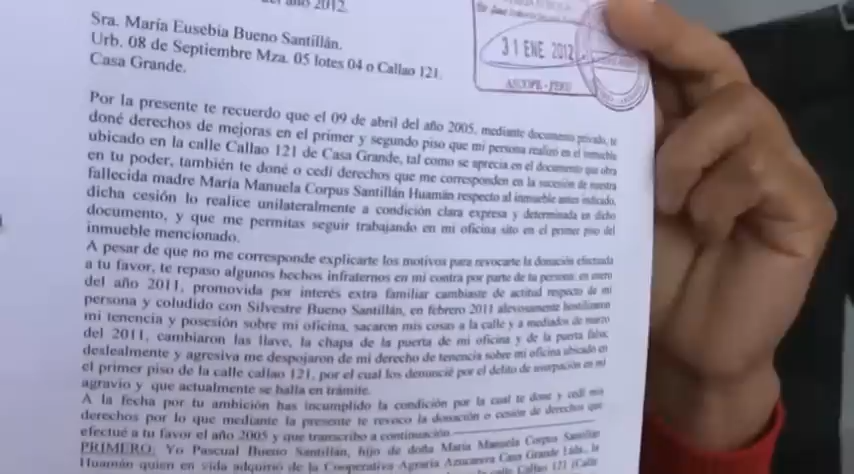 del año 2012.
Sra. María Eusebia Bueno Santillán.
Urb. 08 de Septiembre Mza. 05 lotes 04 o Callao 121.
Casa Grande.
31 ENE 2012
ASCOPE - PERU
Por la presente te recuerdo que el 09 de abril del año 2005, mediante documento privado, te
doné derechos de mejoras en el primer y segundo piso que mi persona realizó en el inmueble
ubicado en la calle Callao 121 de Casa Grande, tal como se aprecia en el documento que obra
en tu poder, también te doné o cedí derechos que me corresponden en la sucesión de nuestra
fallecida madre María Manuela Corpus Santillán Huamán respecto al inmueble antes indicado,
dicha cesión lo realice unilateralmente a condición clara expresa y determinada en dicho
documento, y que me permitas seguir trabajando en mi oficina sito en el primer piso del
inmueble mencionado.
A pesar de que no me corresponde explicarte los motivos para revocarte la donación efectuada
a tu favor, te repaso algunos hechos infraternos en mi contra por parte de tu persona: en enero
del año 2011, promovida por interés extra familiar cambiaste de actitud respecto de mi
persona y coludido con Silvestre Bueno Santillán, en febrero 2011 alevosamente hostilizaron
mi tenencia y posesión sobre mi oficina, sacaron mis cosas a la calle y a mediados de marzo
del 2011, cambiaron las llave, la chapa de la puerta de mi oficina y de la puerta falsa;
deslealmente y agresiva me despojaron de mi derecho de tenencia sobre mi oficina ubicado en
el primer piso de la calle callao 121, por el cual los denuncié por el delito de usurpación en mi
agravio y que actualmente se halla en trámite.
A la fecha por tu ambición has incumplido la condición por la cual te done y cedí mis
derechos por lo que mediante la presente te revoco la donación o cesión de derechos que
efectué a tu favor el año 2005 y que transcribo a continuación.
PRIMERO. Yo Pascual Bueno Santillán, hijo de doña María Manuela Corpus Santillán
Huamán quien en vida adquirió de la Cooperativa Agraria Azucarera Casa Grande Ltda., la
calle Callao 121 (Calle